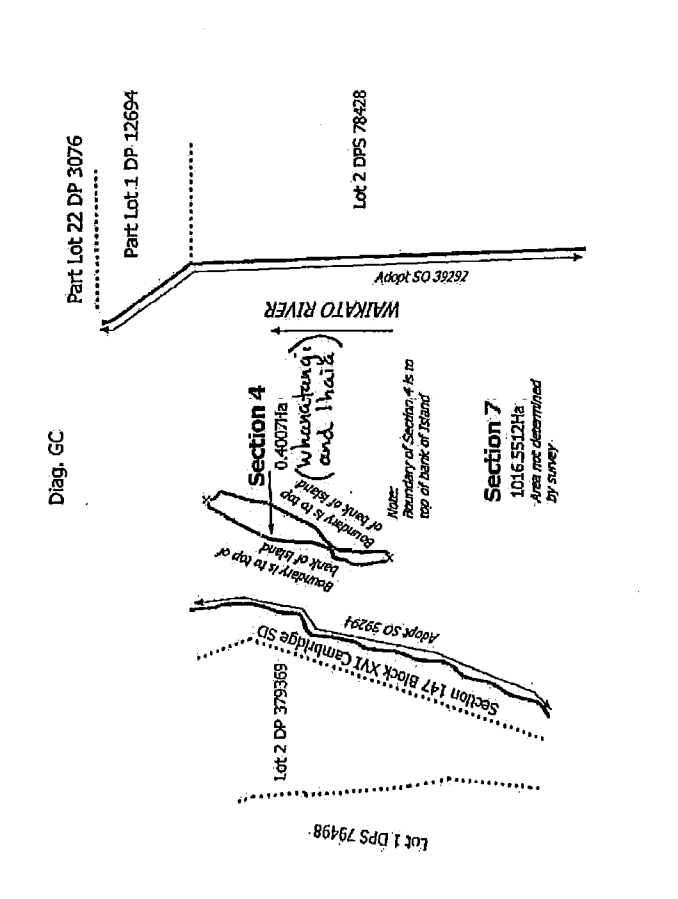 Diag. GC
Part Lot 22 DP 3076
Part Lot 1 DP 12694
Lot 2 DPS 78428
Adopt SO 39292
WAIKATO RIVER
Section 4
0.4007Ha
and Ihaia
Boundary is to top
of bank of Island
Boundary is to top of
bank of Island
Note:
Boundary of Section 4 is to
top of bank of Island
Section 7
1016.5512Ha
Area not determined
by survey
Adopt SO 39294
Section 147 Block XVI Cambridge SD
Lot 2 DP 379369
Lot 1 DPS 79498